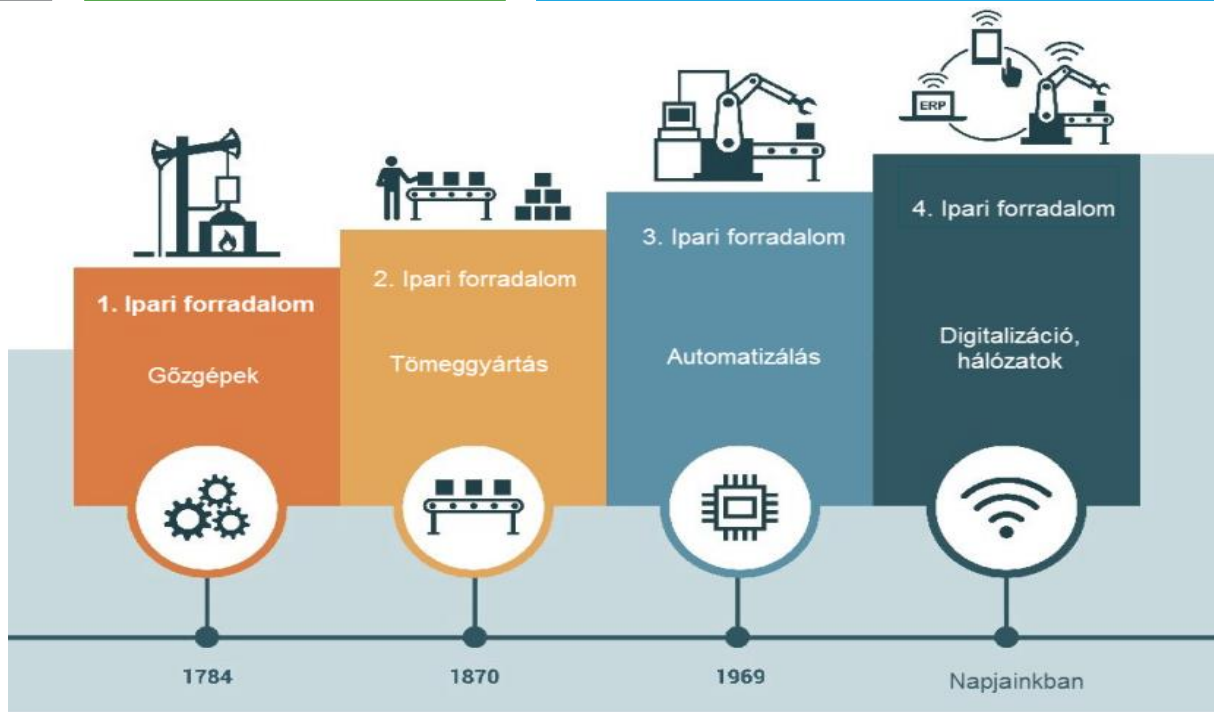 ERP
1. Ipari forradalom
Gőzgépek
1784
2. Ipari forradalom
Tömeggyártás
1870
3. Ipari forradalom
Automatizálás
1969
4. Ipari forradalom
Digitalizáció,
hálózatok
Napjainkban